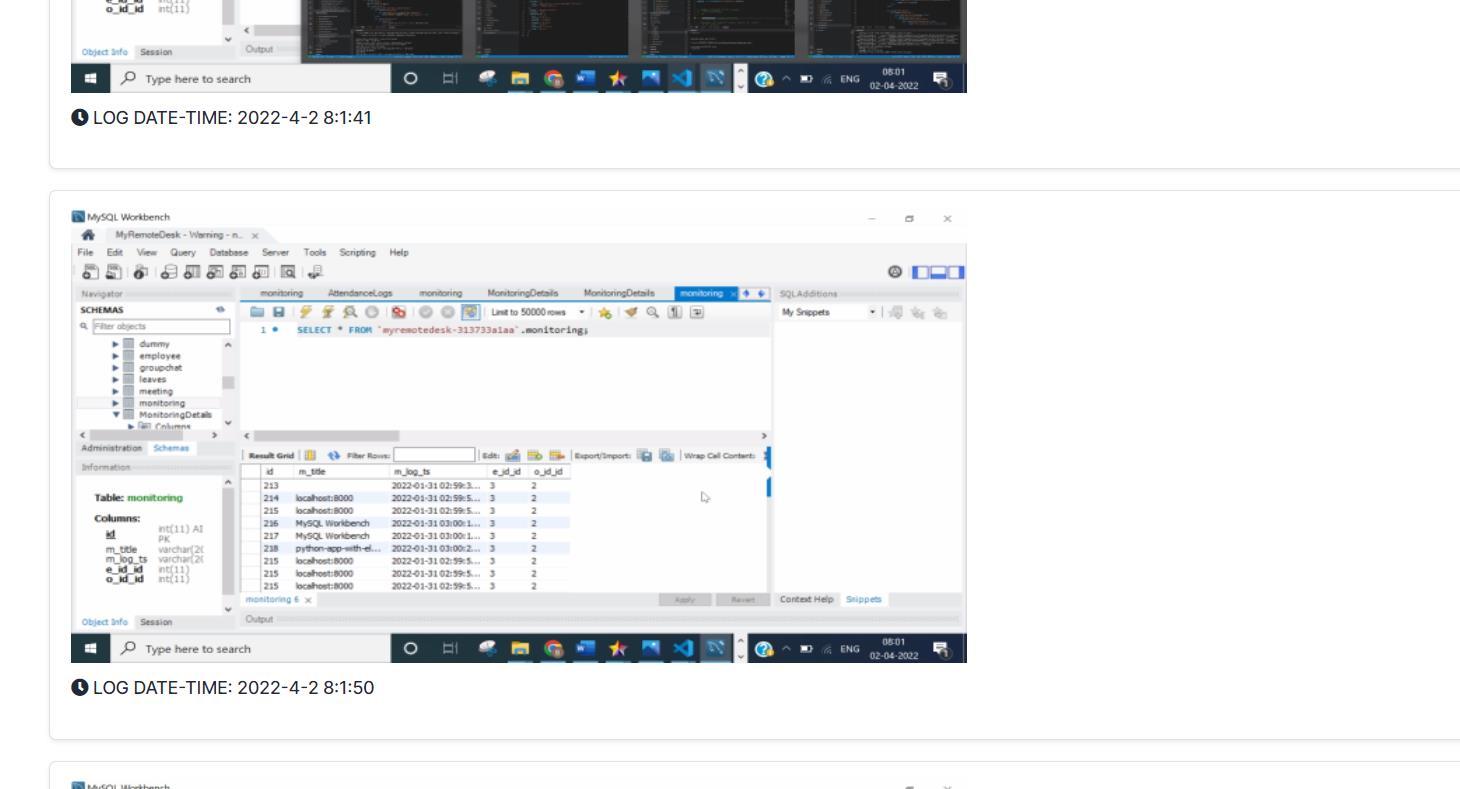 e_id_id int(11)
o_id_id int(11)
Object Info Session
Output
Type here to search
ENG
08:01
02-04-2022
LOG DATE-TIME: 2022-4-2 8:1:41
MySQL Workbench
MyRemoteDesk - Warning - n...
File Edit View Query Database Server Tools Scripting Help
Navigator
monitoring AttendanceLogs monitoring MonitoringDetails MonitoringDetails monitoring
SQLAdditions
SCHEMAS
Limit to 50000 rows
My Snippets
Filter objects
1 SELECT * FROM `myremotedesk-313733a1aa`.monitoring;
dummy
employee
groupchat
leaves
meeting
monitoring
MonitoringDetails
Columns
Administration Schemas
Result Grid Filter Rows: Edit: Export/Import: Wrap Cell Content:
Information
id m_title m_log_ts e_id_id o_id_id
213 2022-01-31 02:59:3... 3 2
214 localhost:8000 2022-01-31 02:59:5... 3 2
215 localhost:8000 2022-01-31 02:59:5... 3 2
216 MySQL Workbench 2022-01-31 03:00:1... 3 2
217 MySQL Workbench 2022-01-31 03:00:1... 3 2
218 python-app-with-el... 2022-01-31 03:00:2... 3 2
215 localhost:8000 2022-01-31 02:59:5... 3 2
215 localhost:8000 2022-01-31 02:59:5... 3 2
215 localhost:8000 2022-01-31 02:59:5... 3 2
Table: monitoring
Columns:
id int(11) AI
PK
m_title varchar(20
m_log_ts varchar(20
e_id_id int(11)
o_id_id int(11)
monitoring 6
Apply Revert
Context Help Snippets
Object Info Session
Output
Type here to search
ENG
08:01
02-04-2022
LOG DATE-TIME: 2022-4-2 8:1:50
MySQL Workbench